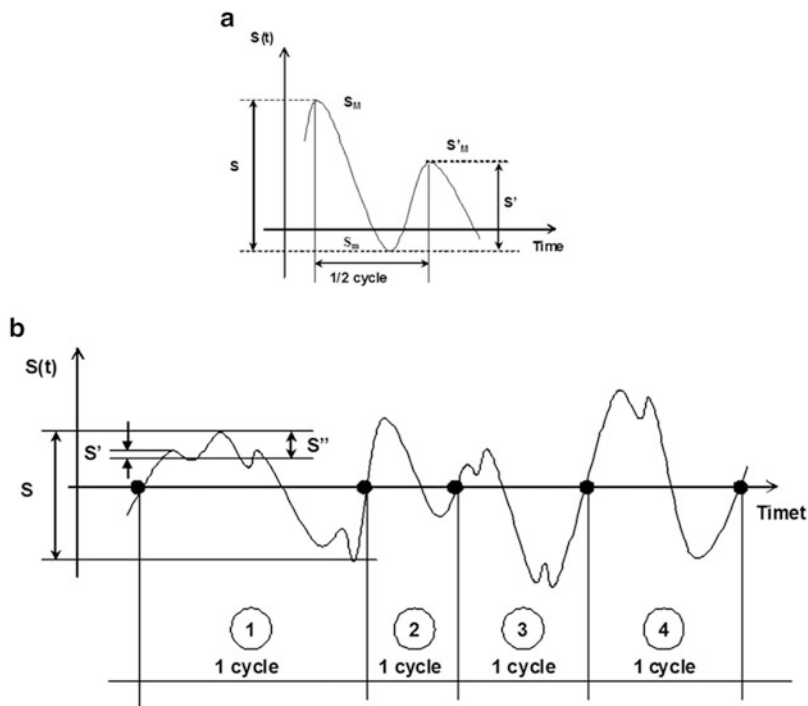 a
S(t)
S_M
S'_M
S
S'
S_m
Time
1/2 cycle
b
S(t)
S'
S''
S
Timet
1 2 3 4
1 cycle 1 cycle 1 cycle 1 cycle